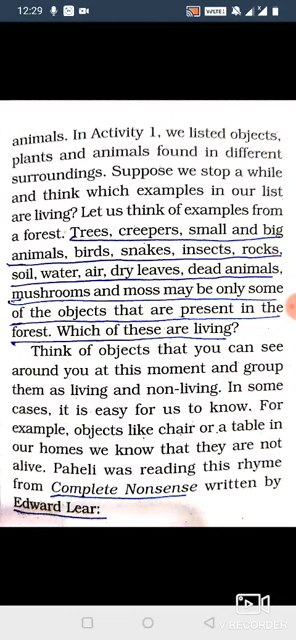 12:29
VoLTE1
animals. In Activity 1, we listed objects,
plants and animals found in different
surroundings. Suppose we stop a while
and think which examples in our list
are living? Let us think of examples from
a forest. Trees, creepers, small and big
animals, birds, snakes, insects, rocks,
soil, water, air, dry leaves, dead animals,
mushrooms and moss may be only some
of the objects that are present in the
forest. Which of these are living?
Think of objects that you can see
around you at this moment and group
them as living and non-living. In some
cases, it is easy for us to know. For
example, objects like chair or a table in
our homes we know that they are not
alive. Paheli was reading this rhyme
from Complete Nonsense written by
Edward Lear:
V RECORDER